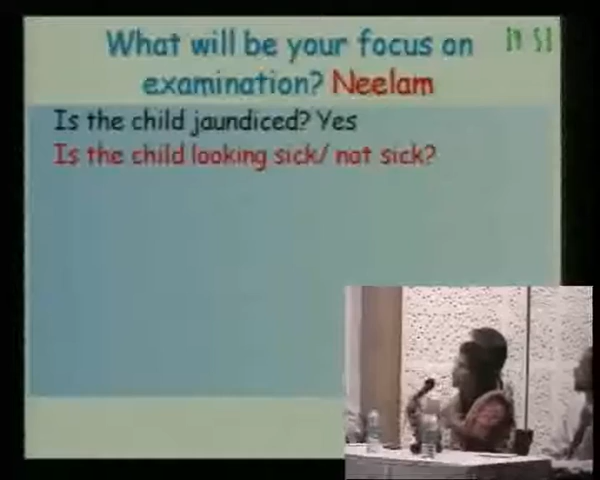 What will be your focus on
examination? Neelam
Is the child jaundiced? Yes
Is the child looking sick/ not sick?